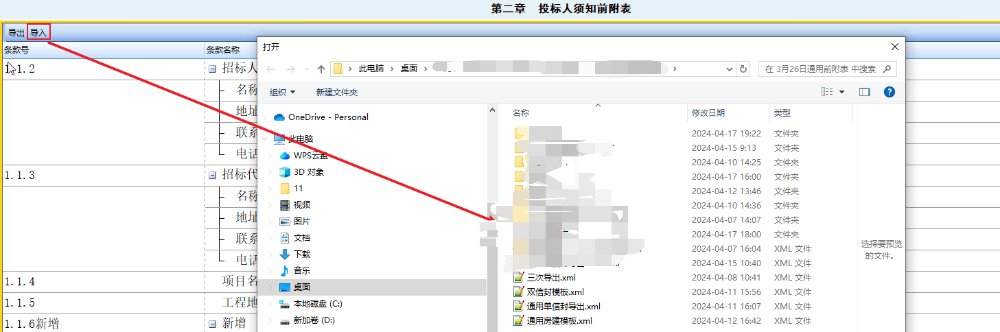 第二章 投标人须知前附表
导出 导入
条款号 条款名称
1.1.2 招标人
名称
地址
联系
电话
1.1.3 招标代
名称
地址
联系
电话
1.1.4 项目名
1.1.5 工程地
1.1.6新增 新增
打开
此电脑 桌面
在 3月26日通用前附表 中搜索
组织 新建文件夹
OneDrive - Personal
此电脑
WPS云盘
3D 对象
11
视频
图片
文档
下载
音乐
桌面
本地磁盘 (C:)
新加卷 (D:)
名称 修改日期 类型
2024-04-17 19:22 文件夹
2024-04-15 9:13 文件夹
2024-04-10 14:25 文件夹
2024-04-17 16:00 文件夹
2024-04-12 13:46 文件夹
2024-04-10 14:36 文件夹
2024-04-07 14:07 文件夹
2024-04-17 18:00 文件夹
2024-04-07 16:04 XML 文件
2024-04-15 10:40 XML 文件
三次导出.xml 2024-04-08 10:41 XML 文件
双信封模板.xml 2024-04-11 15:56 XML 文件
通用单信封导出.xml 2024-04-11 16:07 XML 文件
通用房建模板.xml 2024-04-12 16:42 XML 文件
选择要预览
的文件。